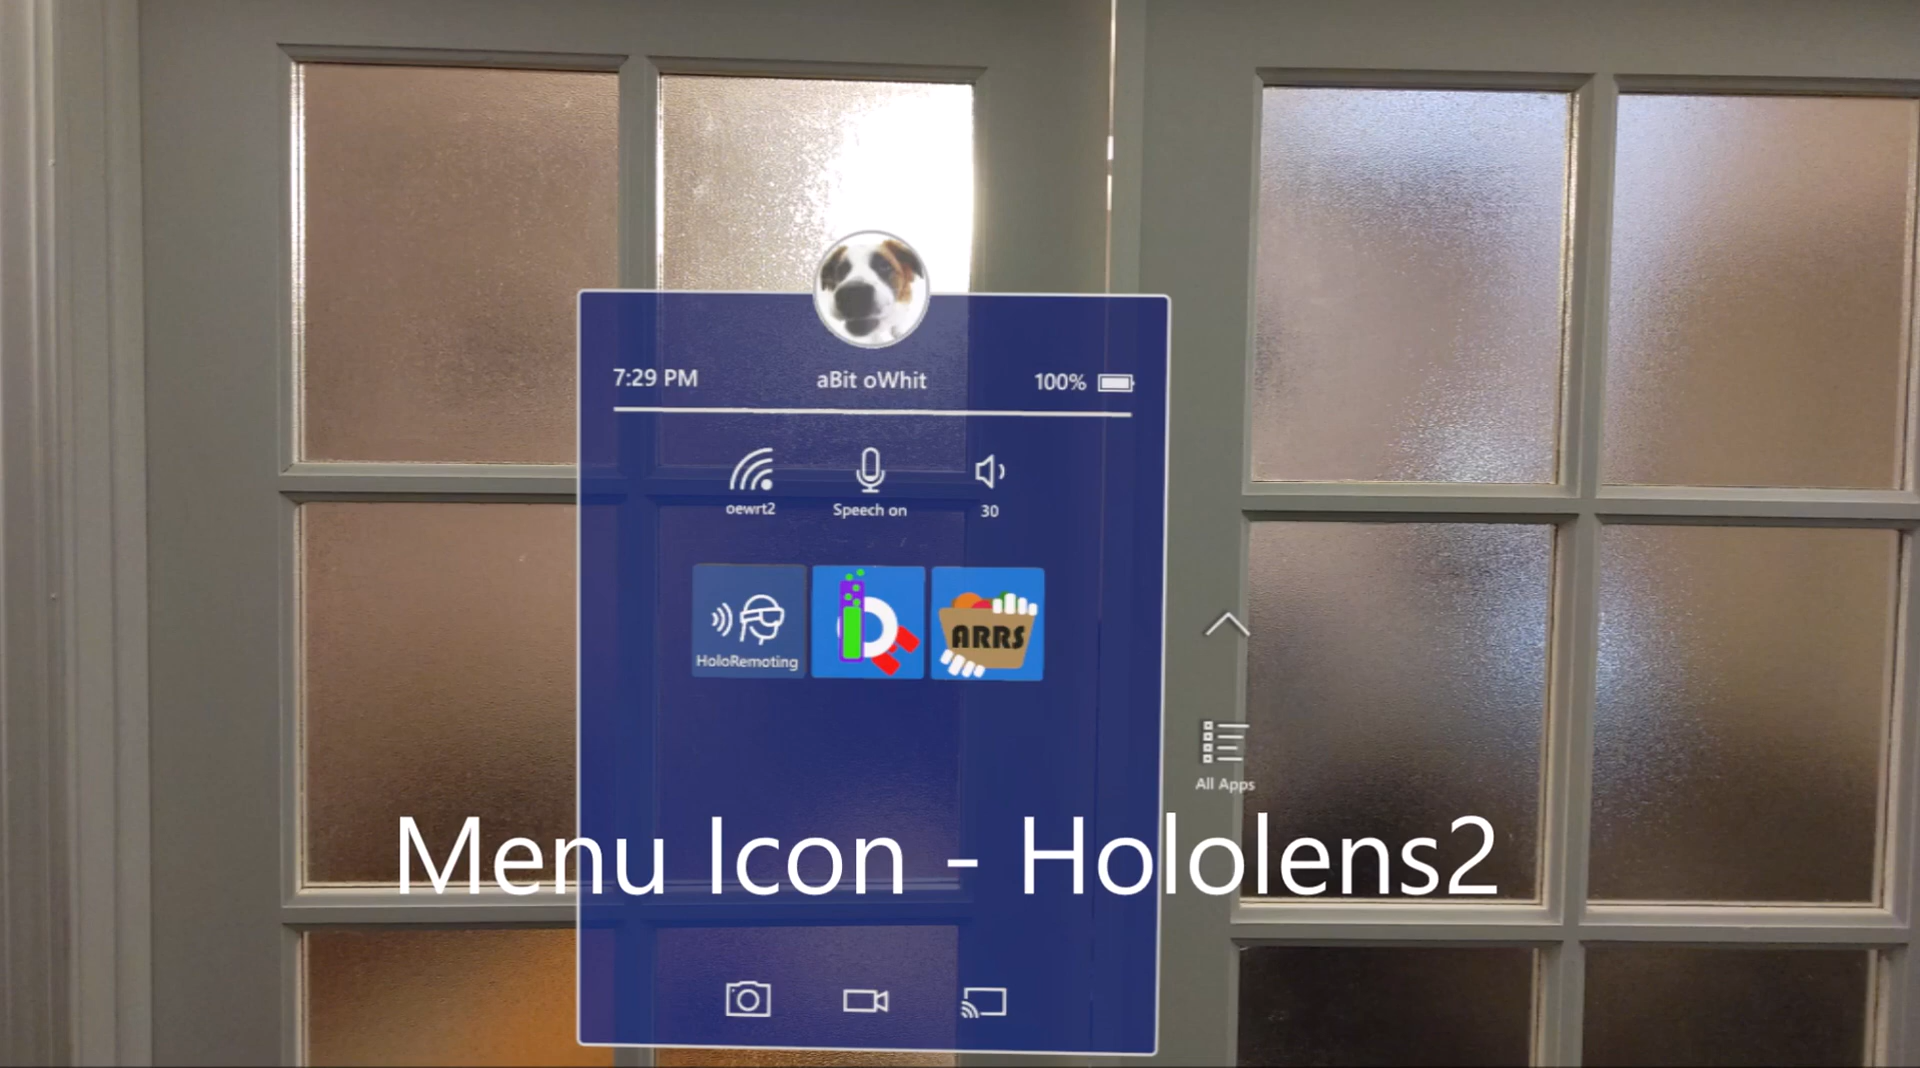 7:29 PM
aBit oWhit
100%
oewrt2
Speech on
30
HoloRemoting
ARRS
All Apps
Menu Icon - Hololens2